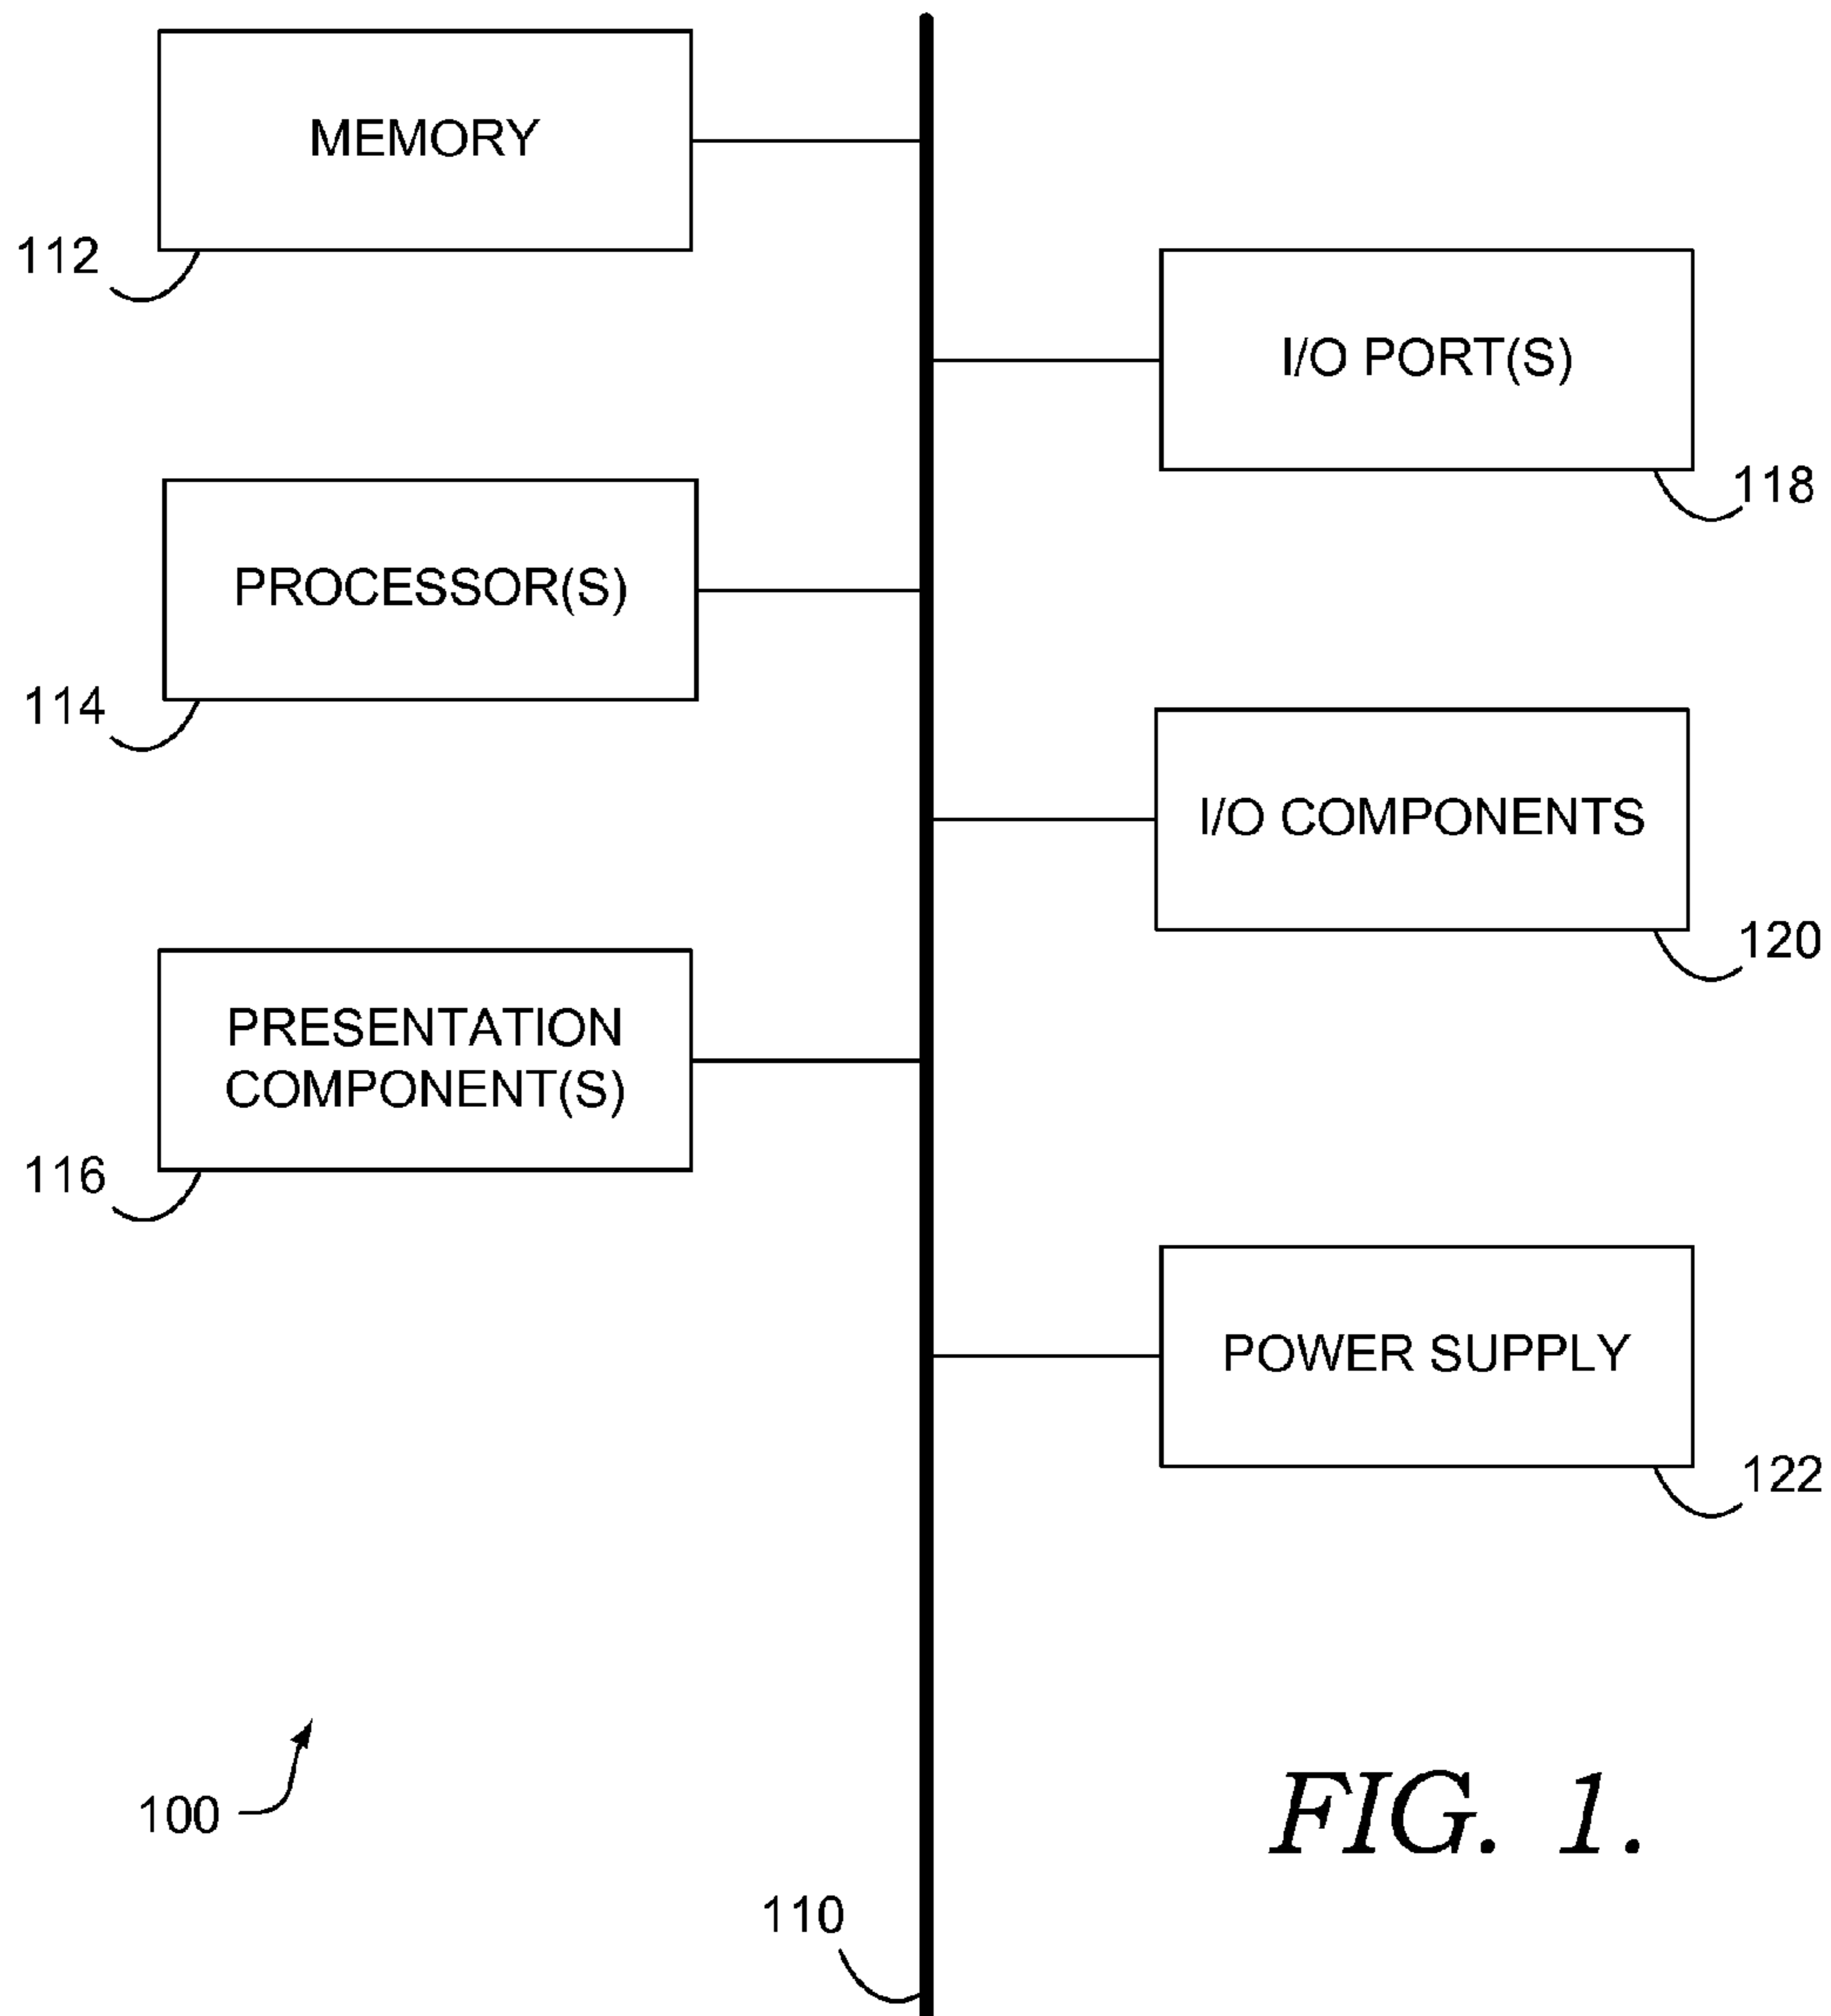 MEMORY
112
I/O PORT(S)
118
PROCESSOR(S)
114
I/O COMPONENTS
120
PRESENTATION
COMPONENT(S)
116
POWER SUPPLY
122
100
FIG. 1.
110